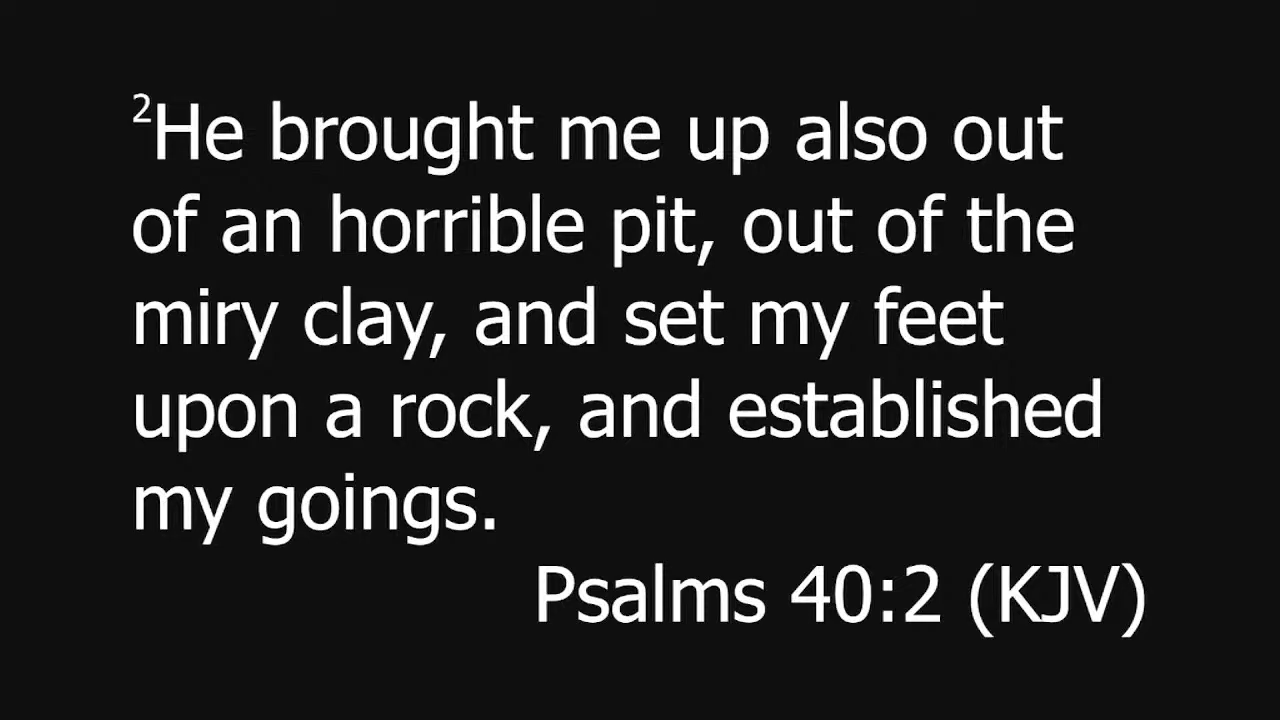 ²He brought me up also out
of an horrible pit, out of the
miry clay, and set my feet
upon a rock, and established
my goings.
Psalms 40:2 (KJV)